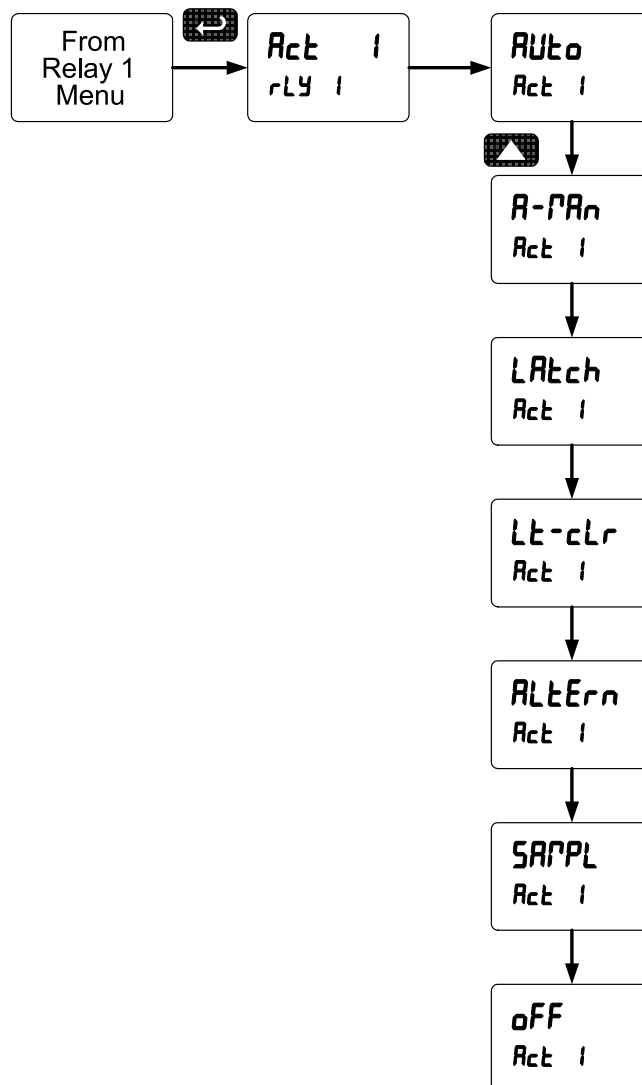 From
Relay 1
Menu
Act 1
rLY 1
AUto
Act 1
A-MAn
Act 1
LAtch
Act 1
Lt-cLr
Act 1
ALtErn
Act 1
SAMPL
Act 1
oFF
Act 1